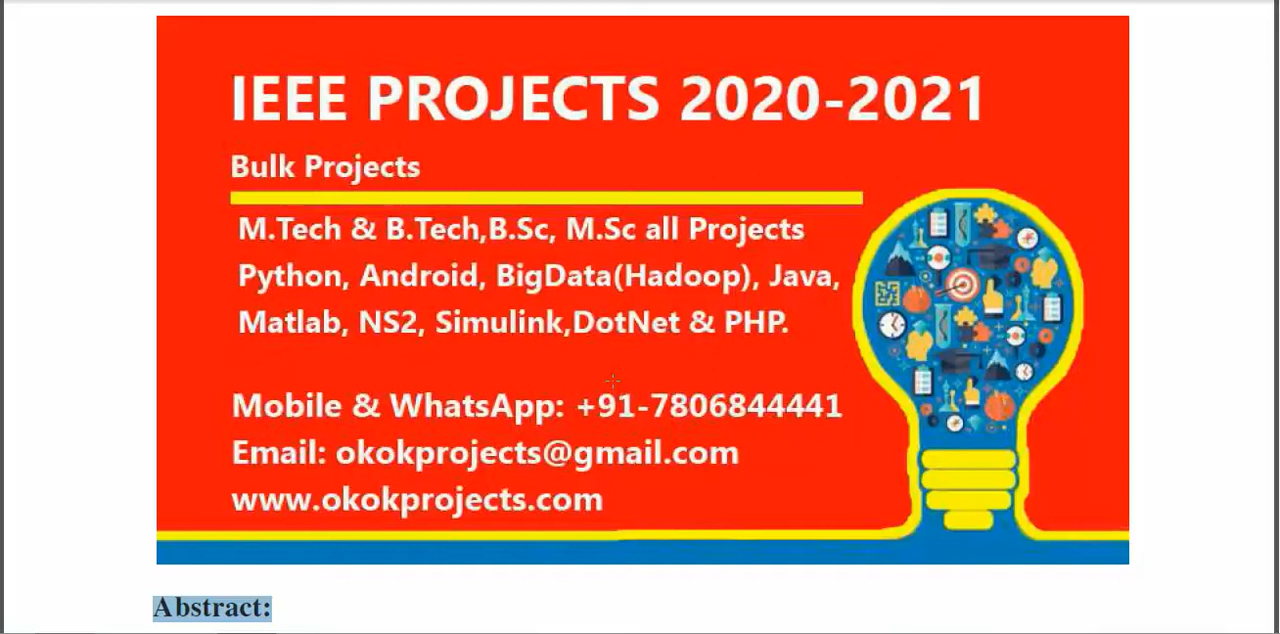 IEEE PROJECTS 2020-2021
Bulk Projects
M.Tech & B.Tech,B.Sc, M.Sc all Projects
Python, Android, BigData(Hadoop), Java,
Matlab, NS2, Simulink,DotNet & PHP.
Mobile & WhatsApp: +91-7806844441
Email: okokprojects@gmail.com
www.okokprojects.com
Abstract: